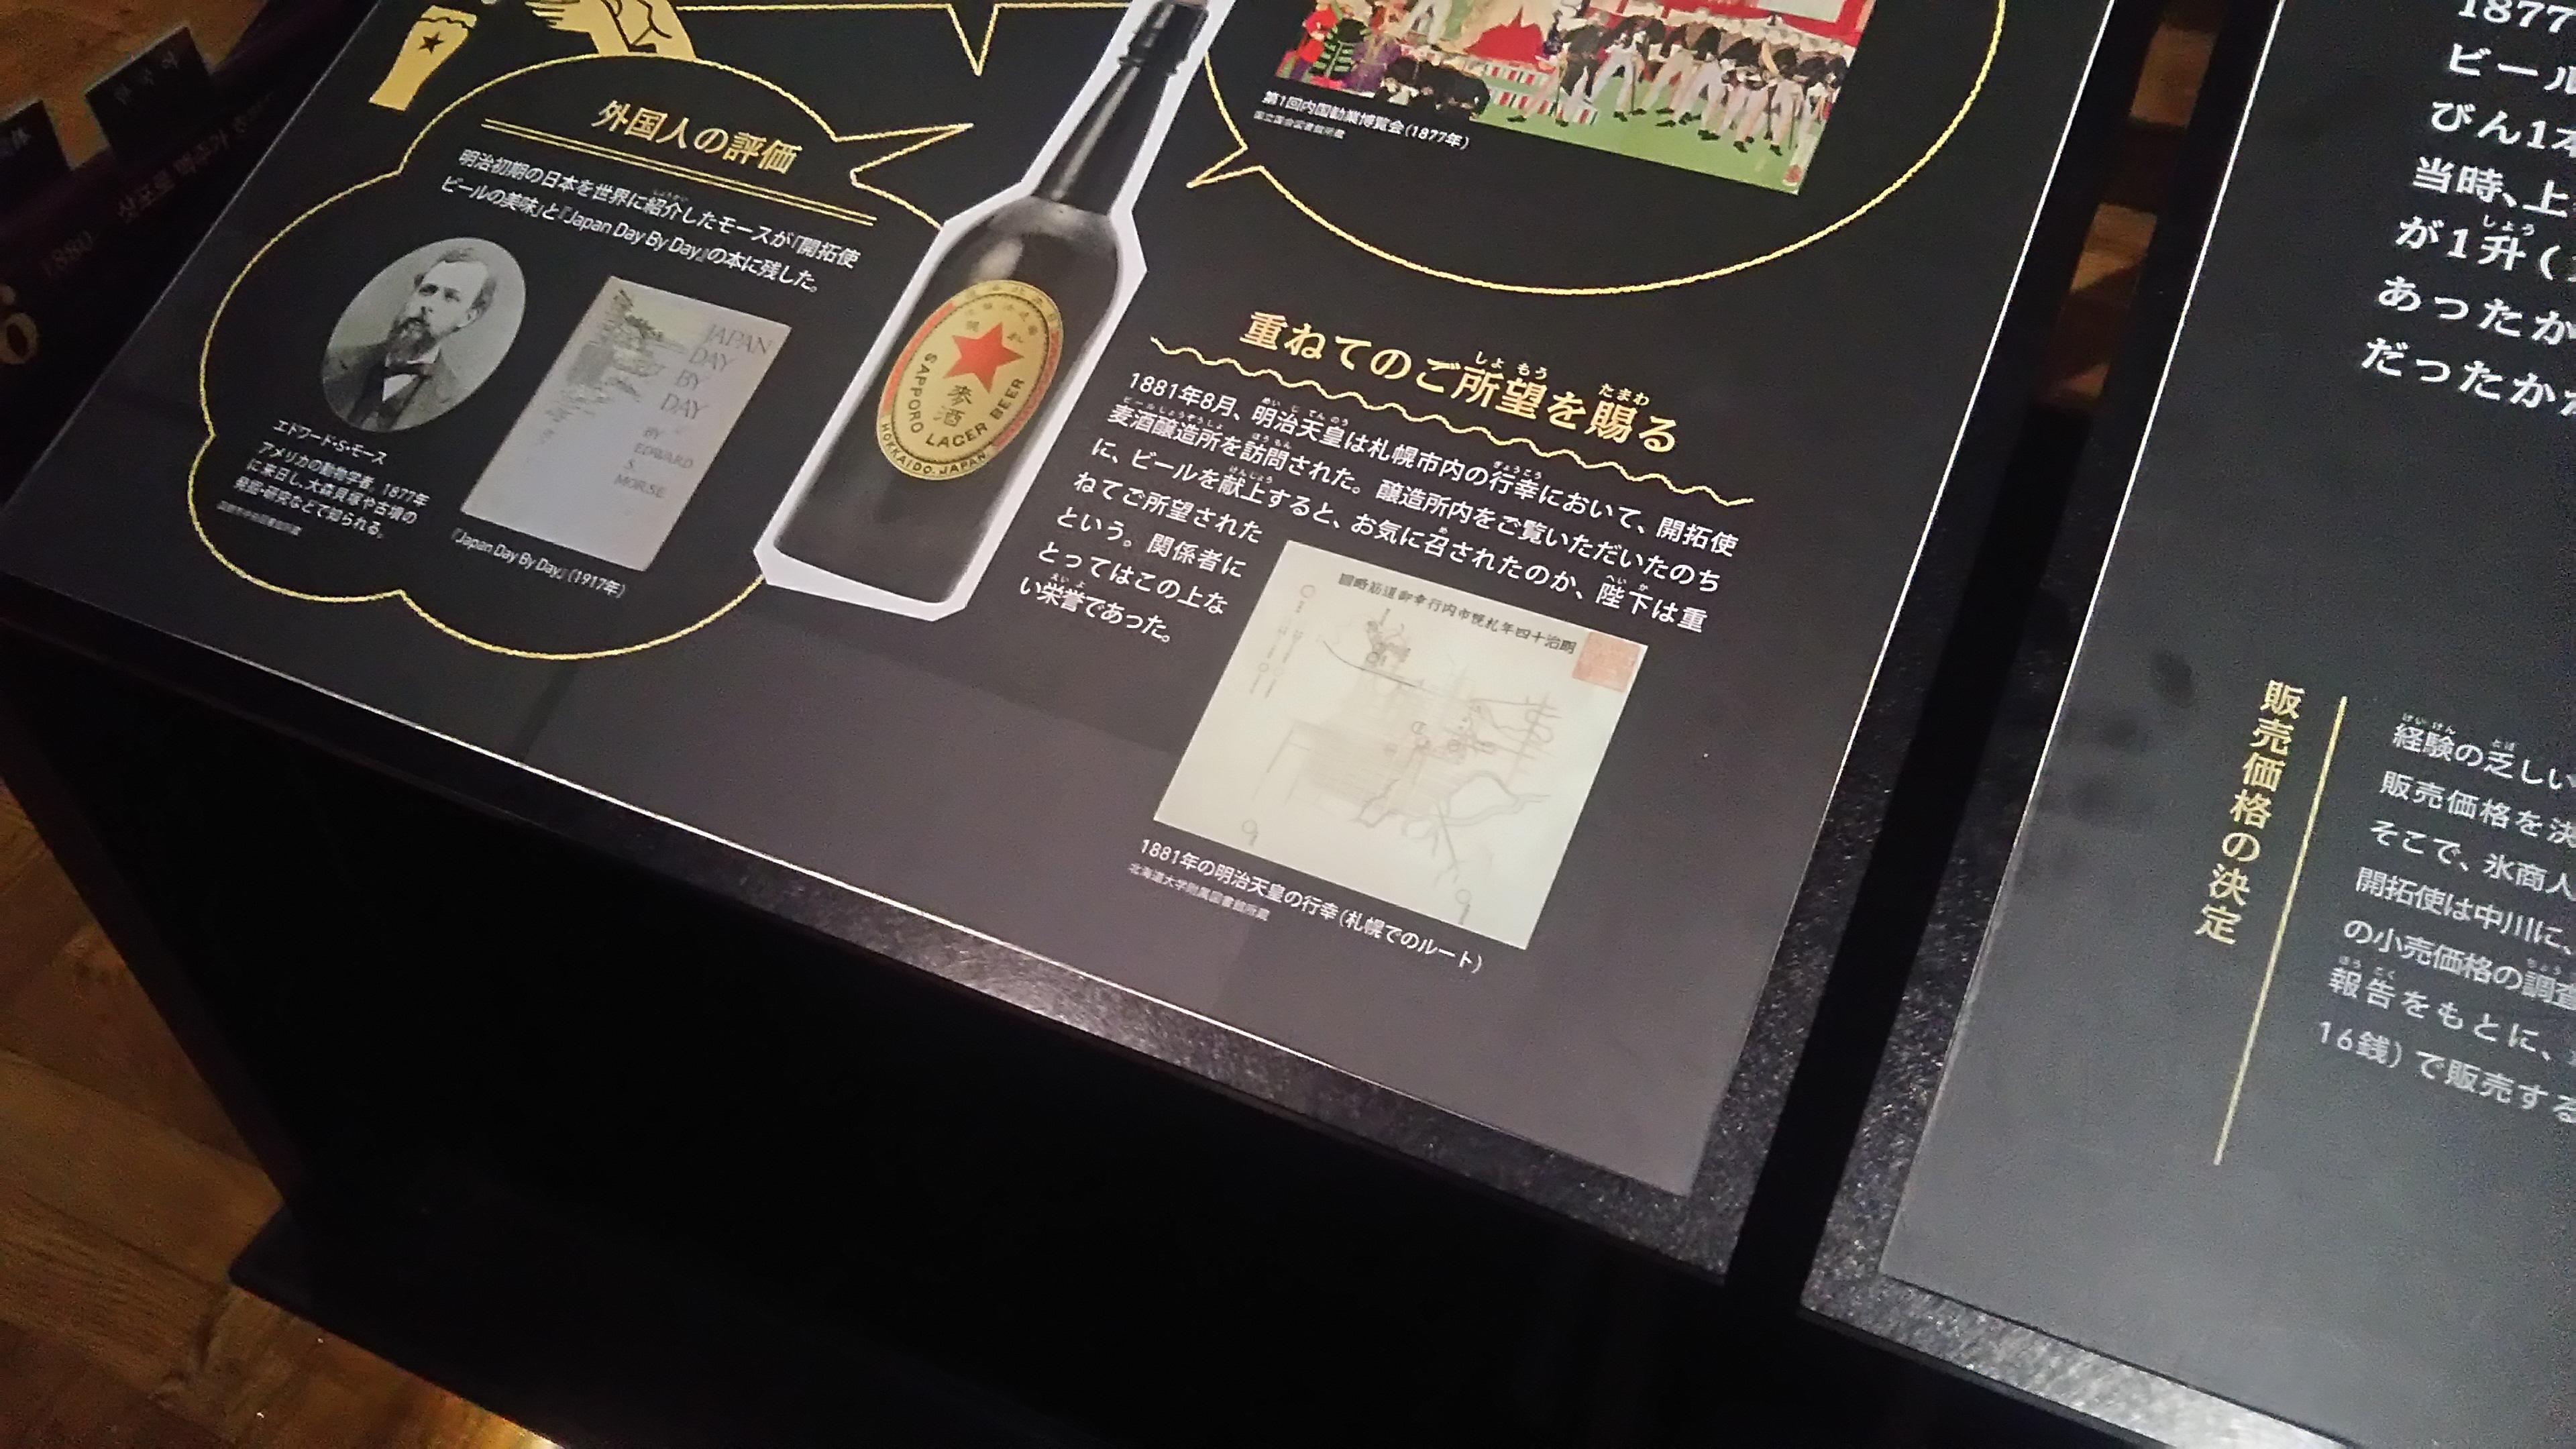 外国人の評価
明治初期の日本を世界に紹介したモースが「開拓使
ビールの美味」と『Japan Day By Day』の本に残した。
エドワード・S・モース
アメリカの動物学者。1877年
に来日し、大森貝塚や古墳の
発掘・研究などで知られる。
JAPAN
DAY
BY
DAY
BY
EDWARD
S.
MORSE
『Japan Day By Day』(1917年)
札幌
麥
酒
SAPPORO LAGER BEER
HOKKAIDO. JAPAN
第1回内国勧業博覧会(1877年)
国立国会図書館所蔵
重ねてのご所望を賜る
1881年8月、明治天皇は札幌市内の行幸において、開拓使
麦酒醸造所を訪問された。醸造所内をご覧いただいたのち
に、ビールを献上すると、お気に召されたのか、陛下は重
ねてご所望された
という。関係者に
とってはこの上な
い栄誉であった。
明治十四年札幌市内行幸御道筋略圖
1881年の明治天皇の行幸(札幌でのルート)
北海道大学附属図書館所蔵
1877
ビール
びん1本
当時、上
が1升(
あったか
だったか
販売価格の決定
経験の乏しい
販売価格を決
そこで、氷商人
開拓使は中川に、
の小売価格の調査
報告をもとに、
16銭)で販売する
1880